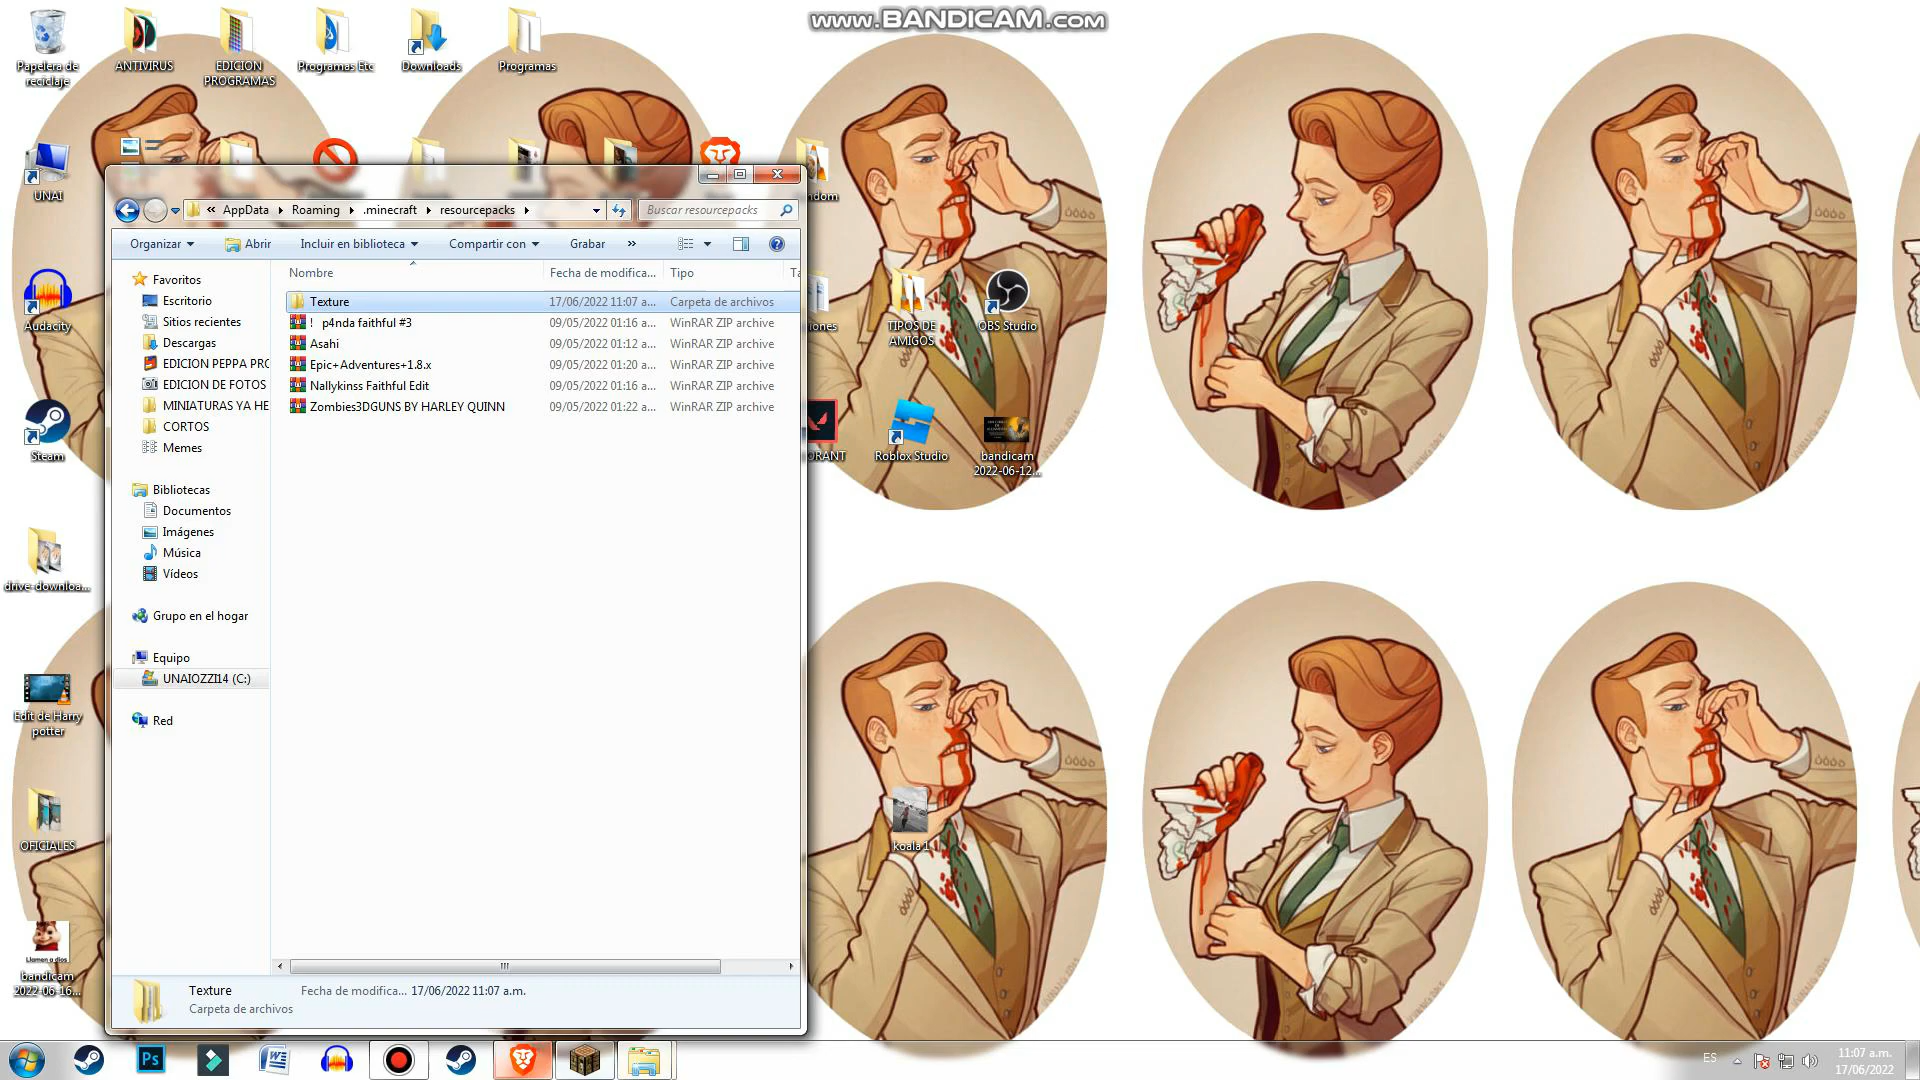 www.BANDICAM.com
Papelera de
reciclaje
ANTIVIRUS
EDICION
PROGRAMAS
Programas Etc
Downloads
Programas
UNAI
Audacity
Steam
drive-downloa...
Edit de Harry
potter
OFICIALES
Llamen a dios
bandicam
2022-06-16...
TIPOS DE
AMIGOS
OBS Studio
Roblox Studio
bandicam
2022-06-12...
koala 1
« AppData ▸ Roaming ▸ .minecraft ▸ resourcepacks ▸
Buscar resourcepacks
Organizar
Abrir
Incluir en biblioteca
Compartir con
Grabar
»
Nombre
Fecha de modifica...
Tipo
Ta
Texture 17/06/2022 11:07 a... Carpeta de archivos
! p4nda faithful #3 09/05/2022 01:16 a... WinRAR ZIP archive
Asahi 09/05/2022 01:12 a... WinRAR ZIP archive
Epic+Adventures+1.8.x 09/05/2022 01:20 a... WinRAR ZIP archive
Nallykinss Faithful Edit 09/05/2022 01:16 a... WinRAR ZIP archive
Zombies3DGUNS BY HARLEY QUINN 09/05/2022 01:22 a... WinRAR ZIP archive
Favoritos
Escritorio
Sitios recientes
Descargas
EDICION PEPPA PRO
EDICION DE FOTOS
MINIATURAS YA HE
CORTOS
Memes
Bibliotecas
Documentos
Imágenes
Música
Vídeos
Grupo en el hogar
Equipo
UNAIOZZI14 (C:)
Red
Texture
Fecha de modifica... 17/06/2022 11:07 a.m.
Carpeta de archivos
Ps
ES
11:07 a.m.
17/06/2022